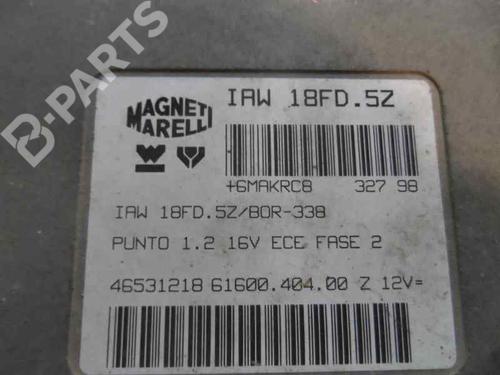 B-PARTS
MAGNETI
MARELLI
IAW 18FD.5Z
+6MAKRC8 327 98
IAW 18FD.5Z/BOR-338
PUNTO 1.2 16V ECE FASE 2
46531218 61600.404.00 Z 12V=